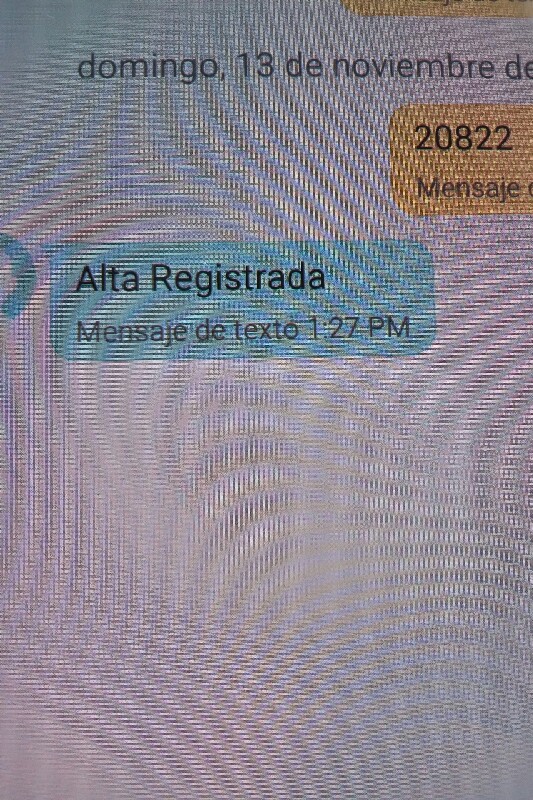 domingo, 13 de noviembre de
20822
Mensaje
Alta Registrada
Mensaje de texto 1:27 PM